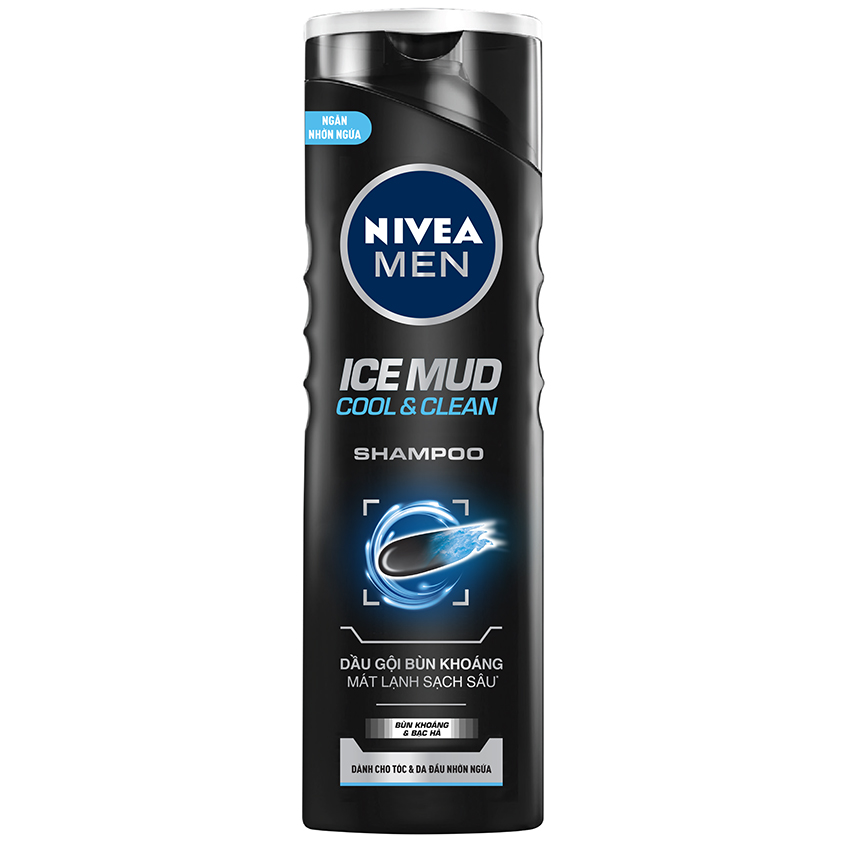 NGĂN
NHỜN NGỨA
NIVEA
MEN
ICE MUD
COOL & CLEAN
SHAMPOO
DẦU GỘI BÙN KHOÁNG
MÁT LẠNH SẠCH SÂU*
BÙN KHOÁNG
& BẠC HÀ
DÀNH CHO TÓC & DA ĐẦU NHỜN NGỨA